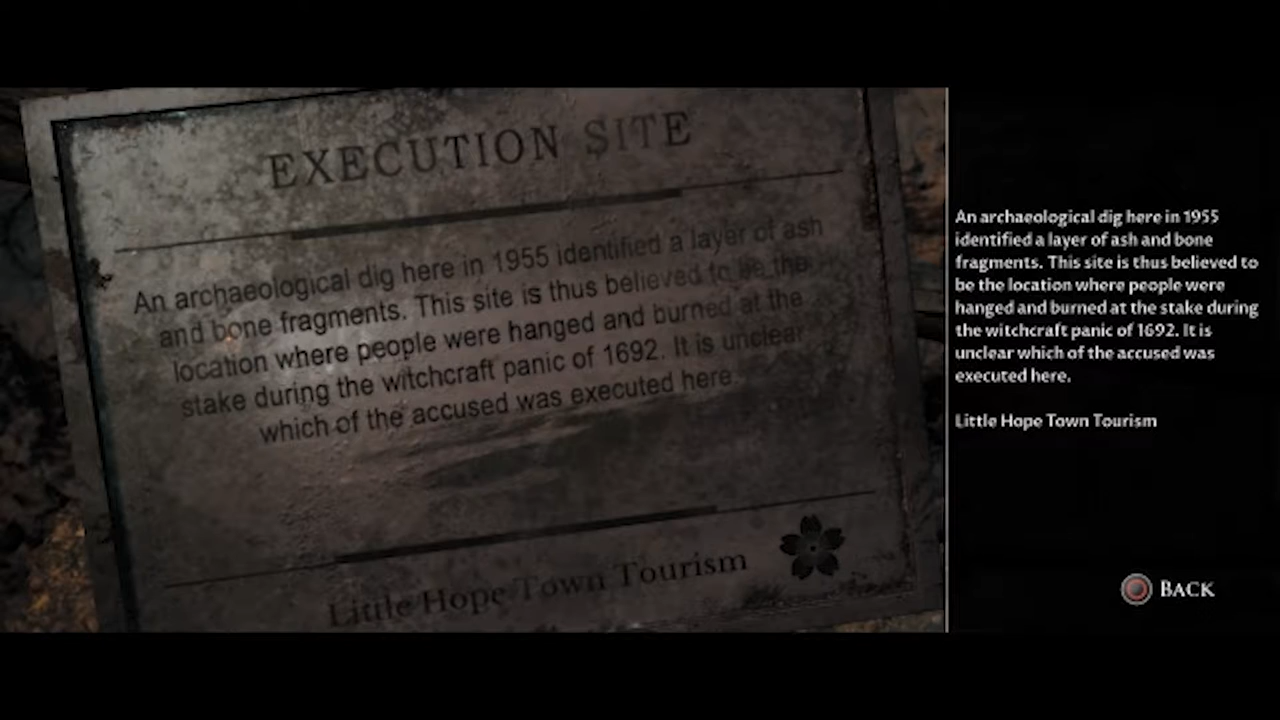 EXECUTION SITE
An archaeological dig here in 1955 identified a layer of ash
and bone fragments. This site is thus believed to be the
location where people were hanged and burned at the
stake during the witchcraft panic of 1692. It is unclear
which of the accused was executed here.
Little Hope Town Tourism
An archaeological dig here in 1955
identified a layer of ash and bone
fragments. This site is thus believed to
be the location where people were
hanged and burned at the stake during
the witchcraft panic of 1692. It is
unclear which of the accused was
executed here.
Little Hope Town Tourism
BACK